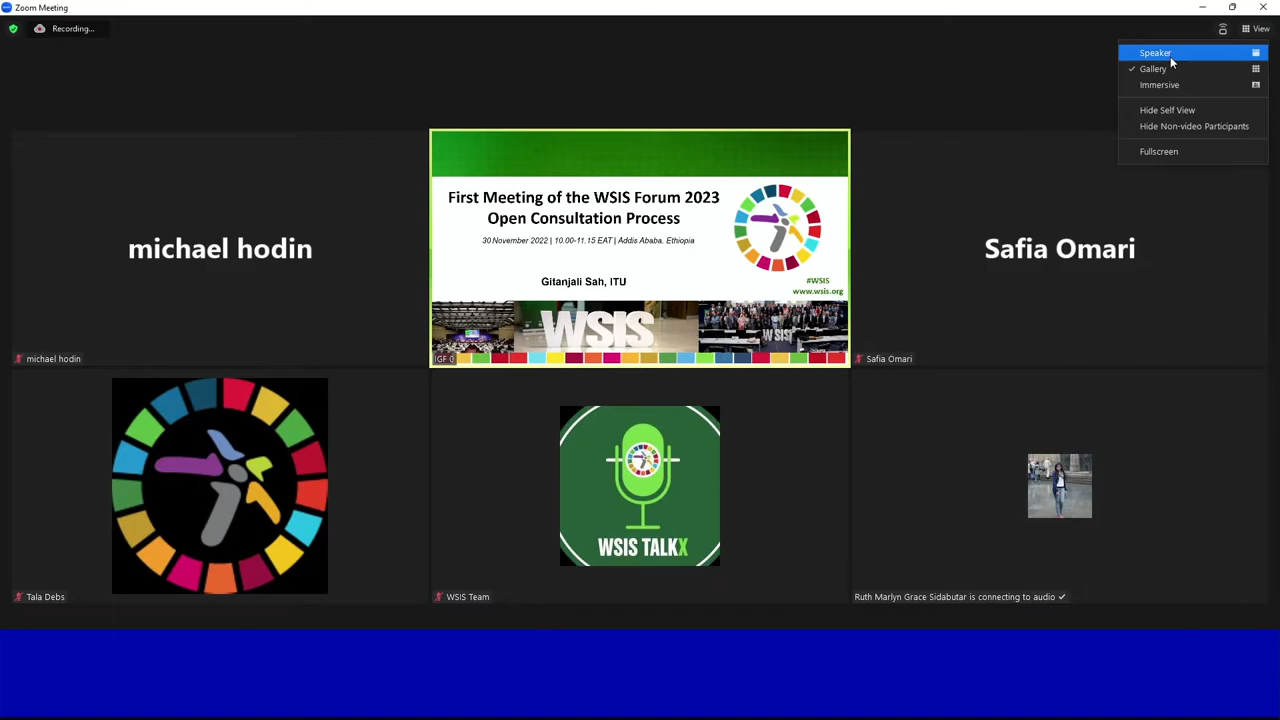 Zoom Meeting
Recording...
View
Speaker
Gallery
Immersive
Hide Self View
Hide Non-video Participants
Fullscreen
michael hodin
michael hodin
First Meeting of the WSIS Forum 2023
Open Consultation Process
30 November 2022 | 10.00-11.15 EAT | Addis Ababa, Ethiopia
Gitanjali Sah, ITU
#WSIS
www.wsis.org
WSIS
WSIS
IGF 0
Safia Omari
Safia Omari
Tala Debs
WSIS TALKX
WSIS Team
Ruth Marlyn Grace Sidabutar is connecting to audio